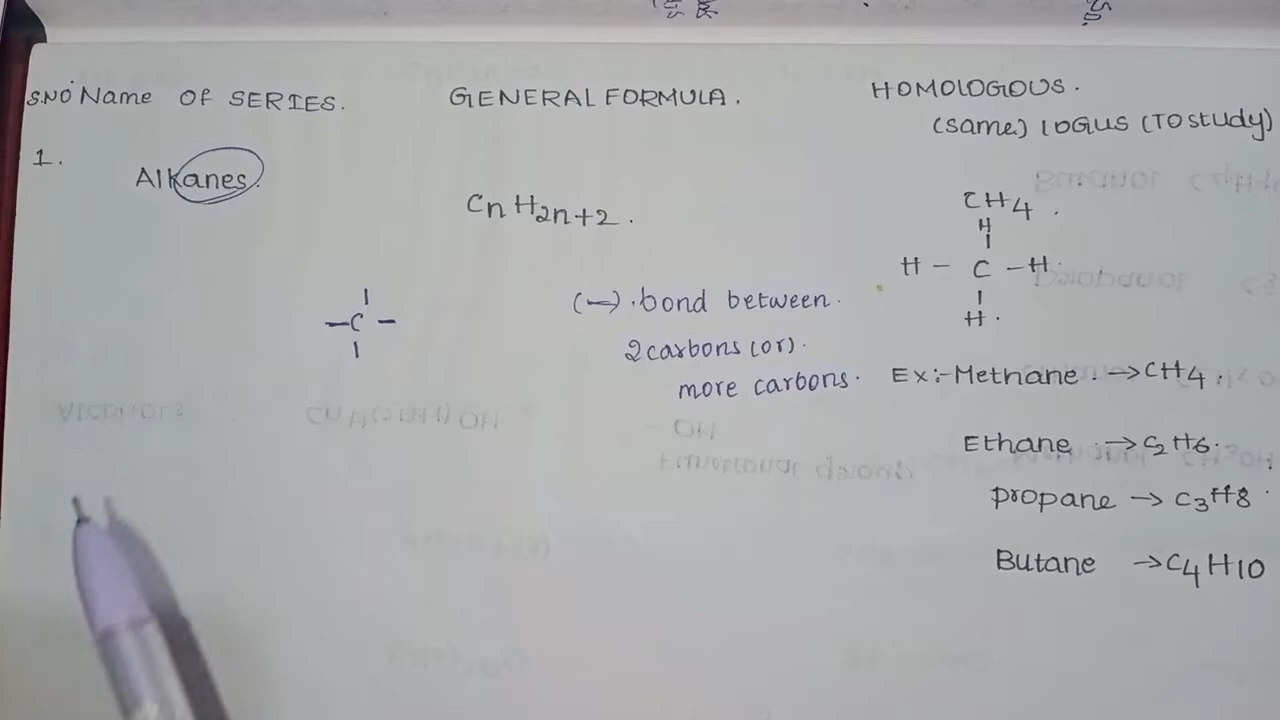 S.NO Name OF SERIES. GENERAL FORMULA. HOMOLOGOUS.
(same) LOGUS (TO study)
1.
Alkanes.
CnH2n+2.
CH4.
H
H - C - H.
H.
- C -
(-) .bond between.
2 carbons (or).
more carbons.
Ex:- Methane. → CH4.
Ethane. → C2H6.
propane → C3H8.
Butane → C4H10